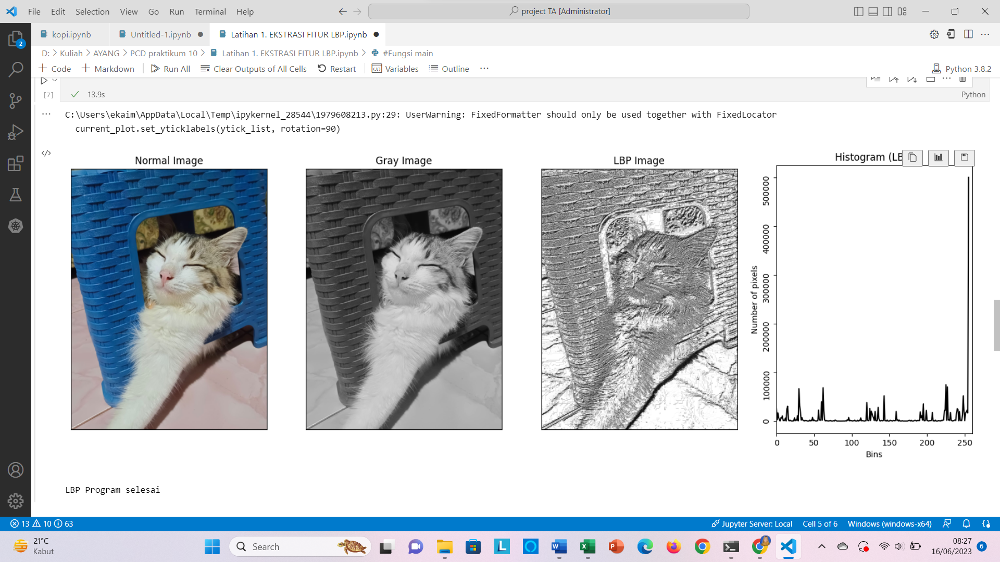 File Edit Selection View Go Run Terminal Help
project TA [Administrator]
kopi.ipynb Untitled-1.ipynb Latihan 1. EKSTRASI FITUR LBP.ipynb
2
D: > Kuliah > AYANG > PCD praktikum 10 > Latihan 1. EKSTRASI FITUR LBP.ipynb > #Fungsi main
+ Code + Markdown Run All Clear Outputs of All Cells Restart Variables Outline ···
Python 3.8.2
[7] 13.9s Python
C:\Users\ekaim\AppData\Local\Temp\ipykernel_28544\1979608213.py:29: UserWarning: FixedFormatter should only be used together with FixedLocator
current_plot.set_yticklabels(ytick_list, rotation=90)
Normal Image
Gray Image
LBP Image
Histogram (LB
Number of pixels
500000
400000
300000
200000
100000
0
0 50 100 150 200 250
Bins
LBP Program selesai
13 10 63
Jupyter Server: Local Cell 5 of 6 Windows (windows-x64)
21°C
Kabut
Search
08:27
16/06/2023
6